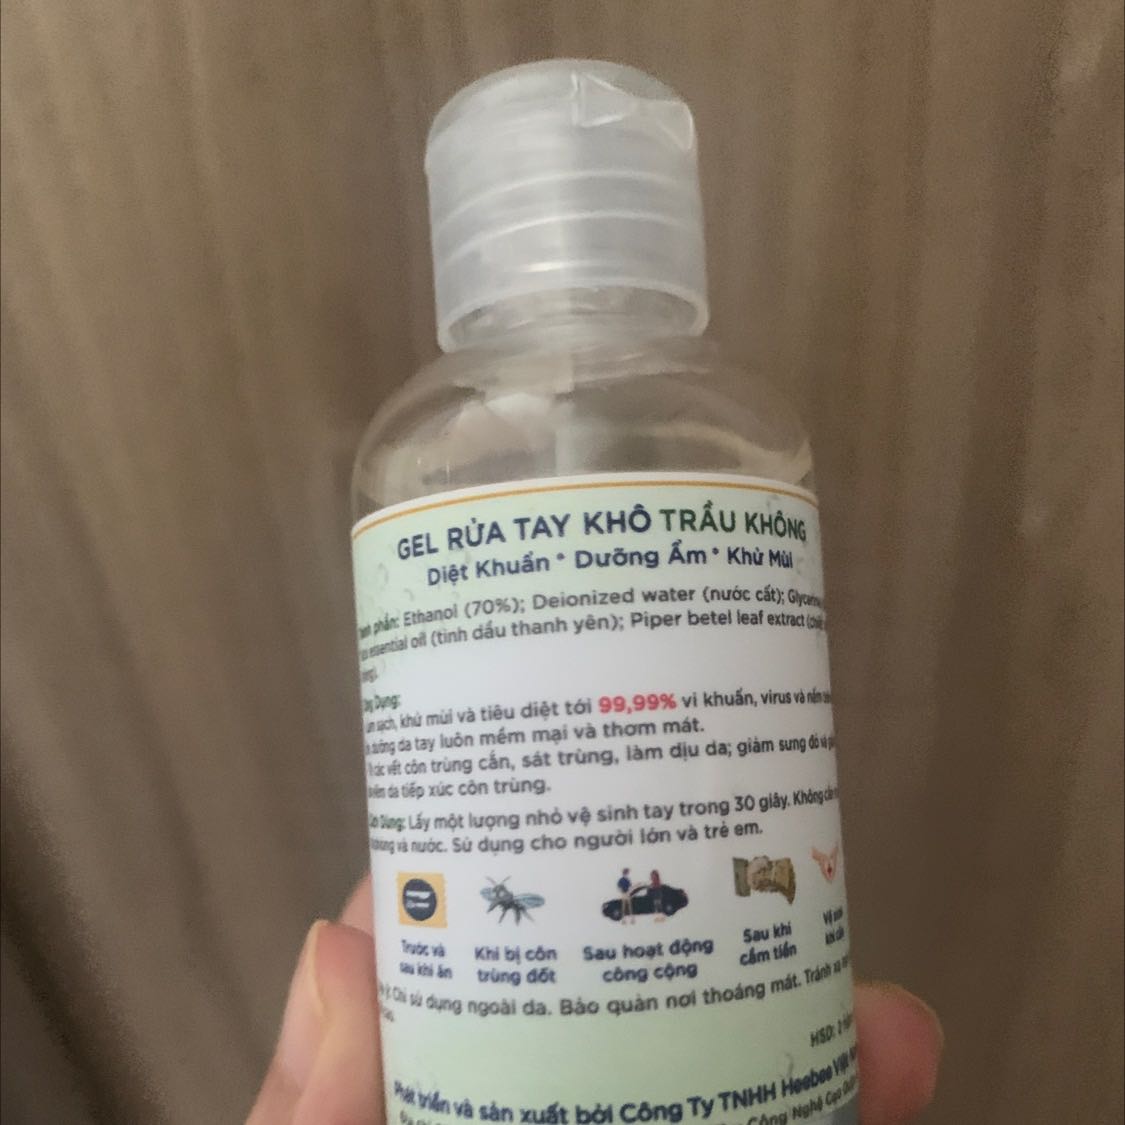 GEL RỬA TAY KHÔ TRẦU KHÔNG
Diệt Khuẩn * Dưỡng Ẩm * Khử Mùi
phần: Ethanol (70%); Deionized water (nước cất);
essential oil (tinh dầu thanh yên); Piper betel leaf extract
Dụng:
sạch, khử mùi và tiêu diệt tới 99,99% vi khuẩn, virus và nấm
dưỡng da tay luôn mềm mại và thơm mát.
các vết côn trùng cắn, sát trùng, làm dịu da; giảm sưng đỏ
da tiếp xúc côn trùng.
Dùng: Lấy một lượng nhỏ vệ sinh tay trong 30 giây. Không
và nước. Sử dụng cho người lớn và trẻ em.
Trước và sau khi ăn
Khi bị côn trùng đốt
Sau hoạt động công cộng
Sau khi cầm tiền
Chỉ sử dụng ngoài da. Bảo quản nơi thoáng mát. Tránh xa
HSD:
Phát triển và sản xuất bởi Công Ty TNHH Heebee Việt
Công Nghệ Cao